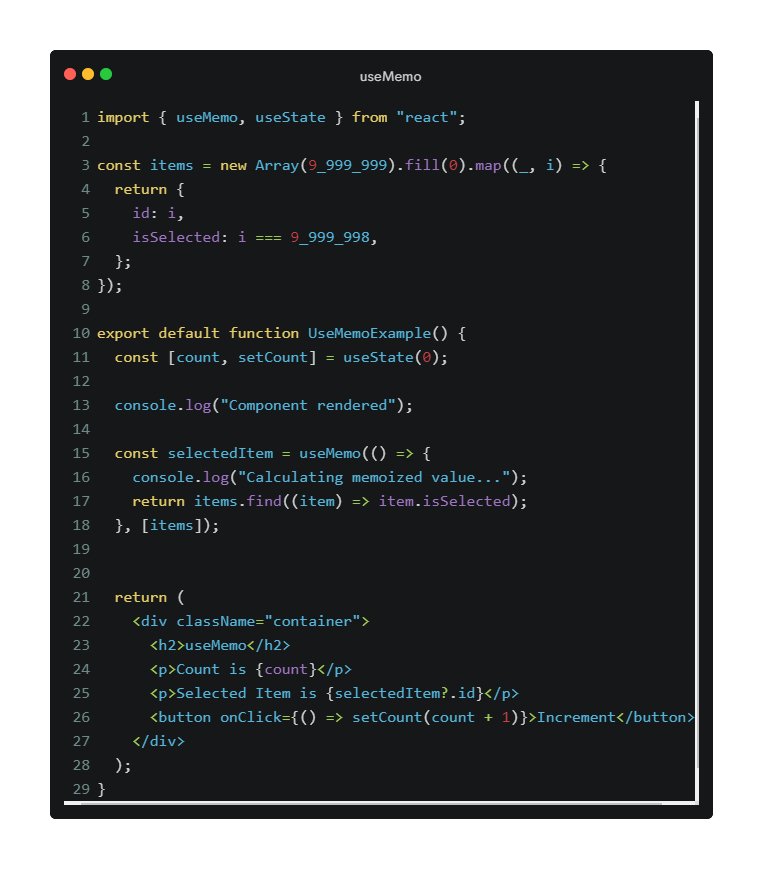 useMemo
1 import { useMemo, useState } from "react";
2
3 const items = new Array(9_999_999).fill(0).map((_, i) => {
4   return {
5     id: i,
6     isSelected: i === 9_999_998,
7   };
8 });
9
10 export default function UseMemoExample() {
11   const [count, setCount] = useState(0);
12
13   console.log("Component rendered");
14
15   const selectedItem = useMemo(() => {
16     console.log("Calculating memoized value...");
17     return items.find((item) => item.isSelected);
18   }, [items]);
19
20
21   return (
22     <div className="container">
23       <h2>useMemo</h2>
24       <p>Count is {count}</p>
25       <p>Selected Item is {selectedItem?.id}</p>
26       <button onClick={() => setCount(count + 1)}>Increment</button>
27     </div>
28   );
29 }